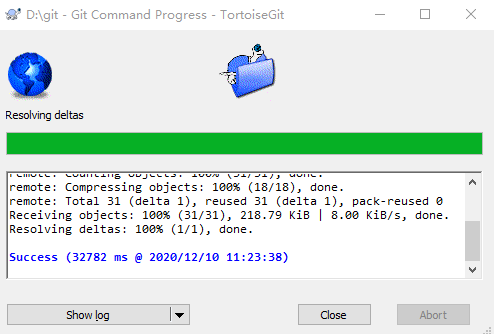 D:\git - Git Command Progress - TortoiseGit
Resolving deltas
remote: Counting objects: 100% (31/31), done.
remote: Compressing objects: 100% (18/18), done.
remote: Total 31 (delta 1), reused 31 (delta 1), pack-reused 0
Receiving objects: 100% (31/31), 218.79 KiB | 8.00 KiB/s, done.
Resolving deltas: 100% (1/1), done.
Success (32782 ms @ 2020/12/10 11:23:38)
Show log
Close
Abort